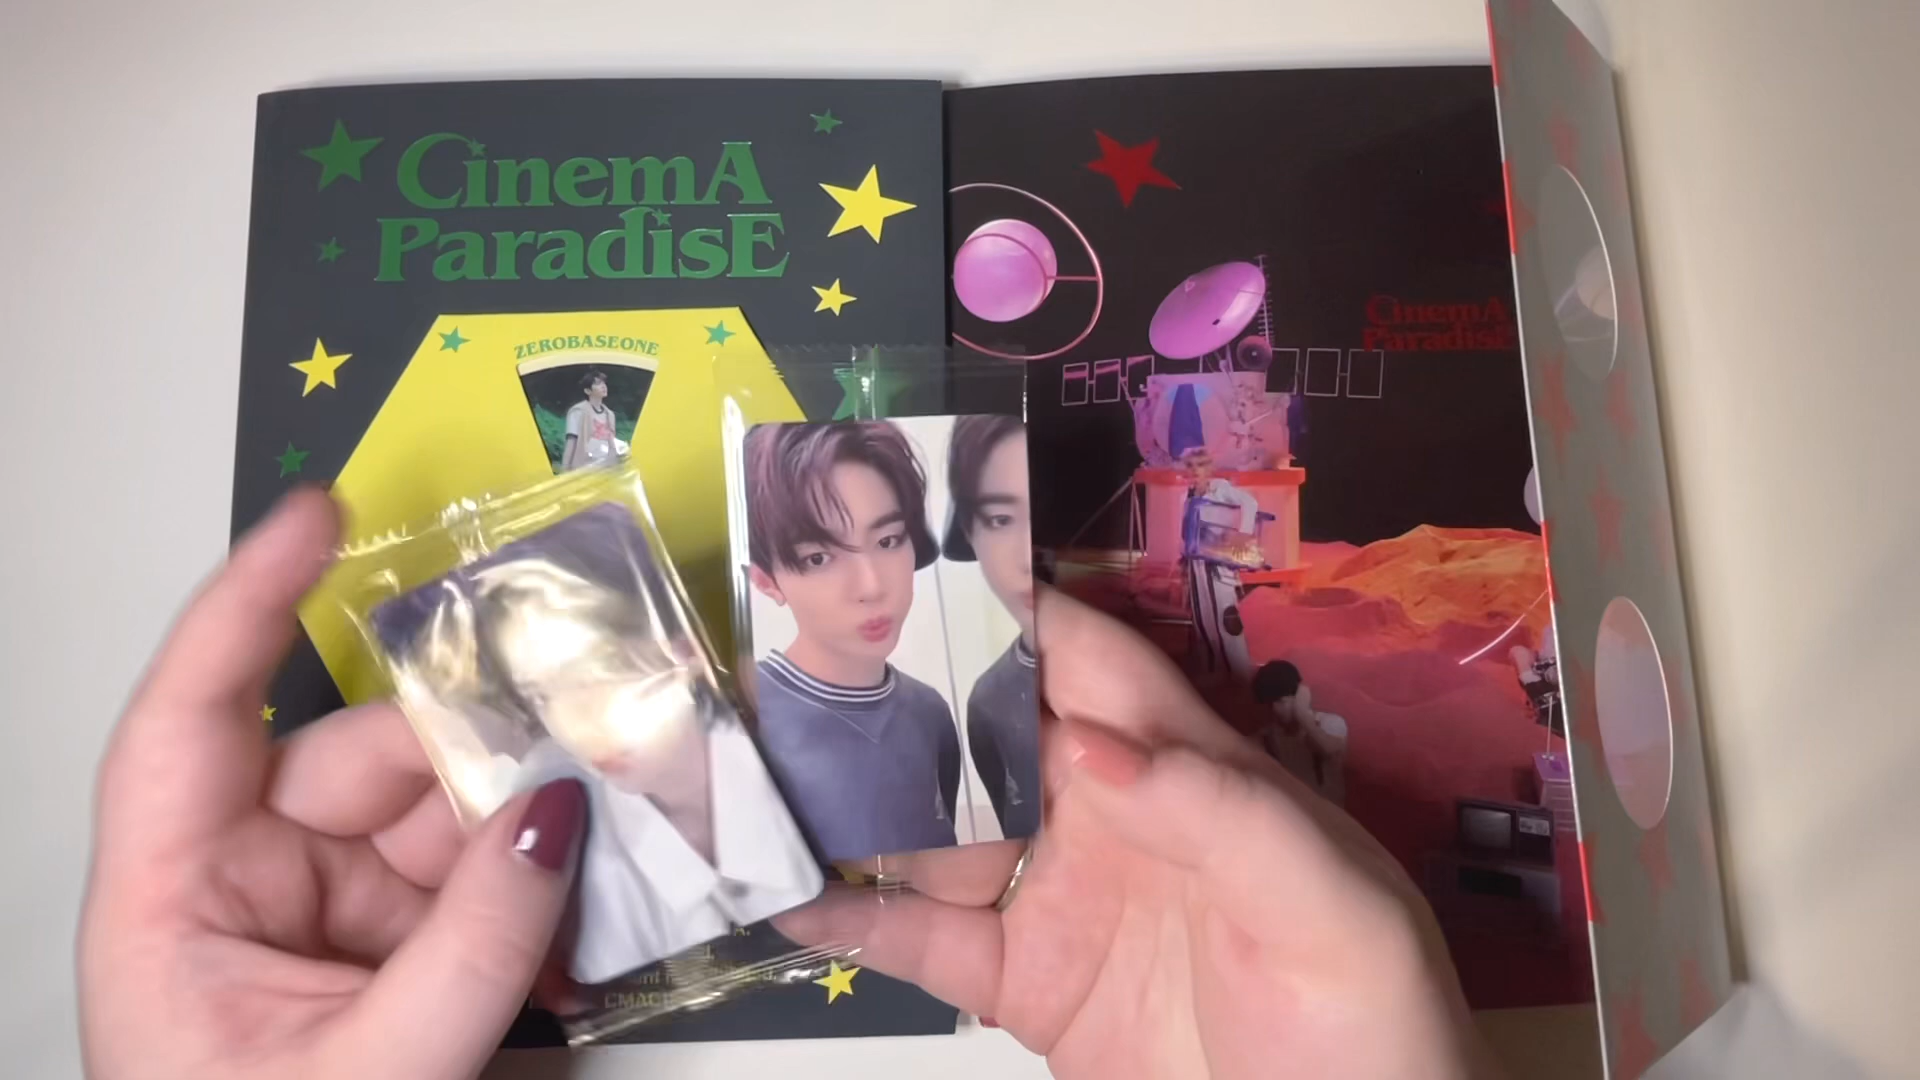 CinemA
ParadisE
ZEROBASEONE
CinemA
ParadisE